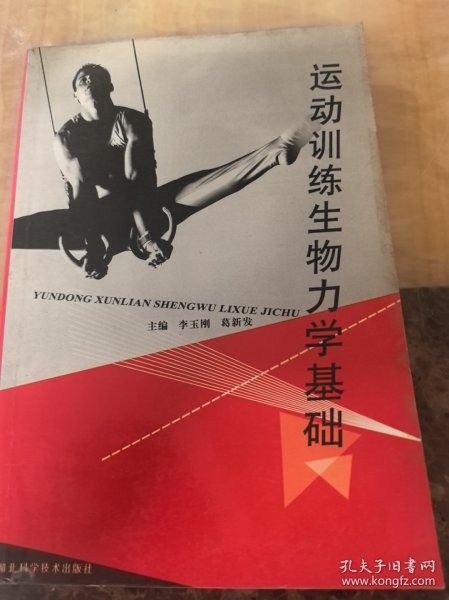 运动训练生物力学基础
YUNDONG XUNLIAN SHENGWU LIXUE JICHU
主编 李玉刚 葛新发
湖北科学技术出版社
孔夫子旧书网
www.kongfz.com